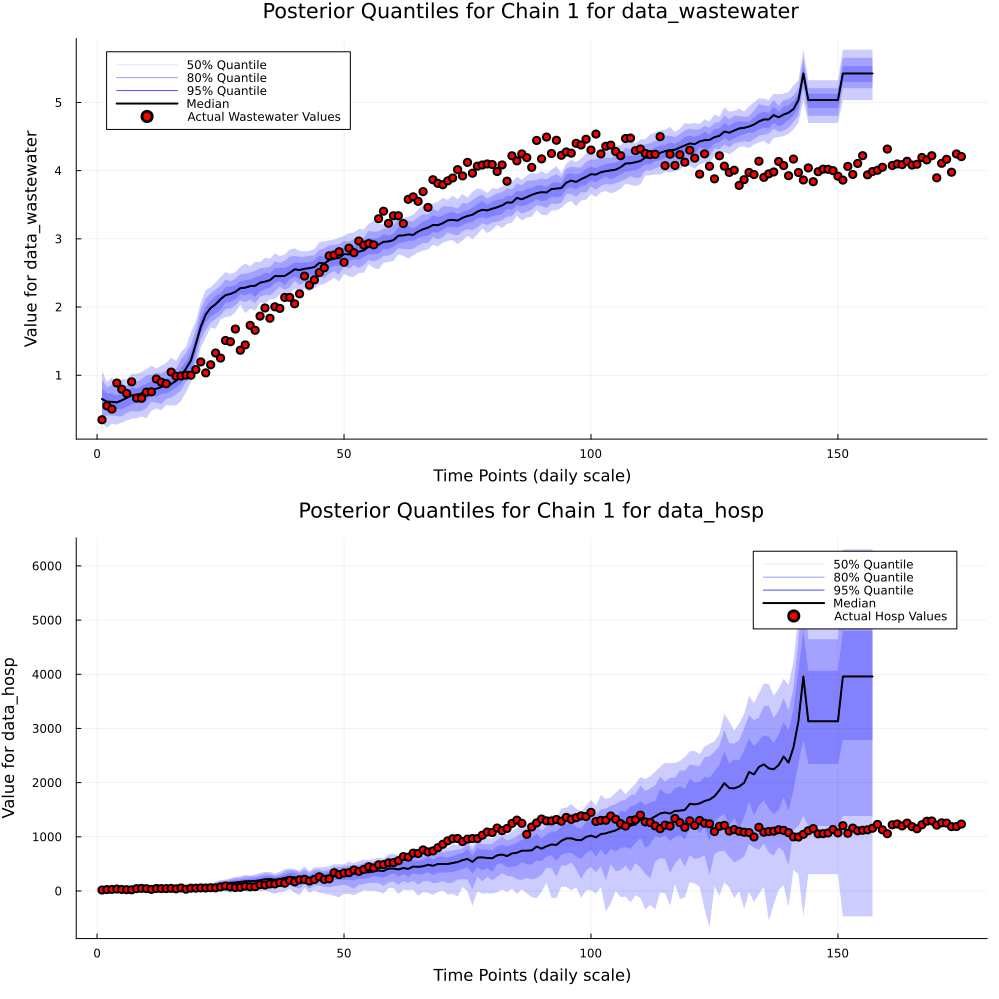 Posterior Quantiles for Chain 1 for data_wastewater
Value for data_wastewater
5
4
3
2
1
50% Quantile
80% Quantile
95% Quantile
Median
Actual Wastewater Values
0 50 100 150
Time Points (daily scale)
Posterior Quantiles for Chain 1 for data_hosp
Value for data_hosp
6000
5000
4000
3000
2000
1000
0
50% Quantile
80% Quantile
95% Quantile
Median
Actual Hosp Values
0 50 100 150
Time Points (daily scale)